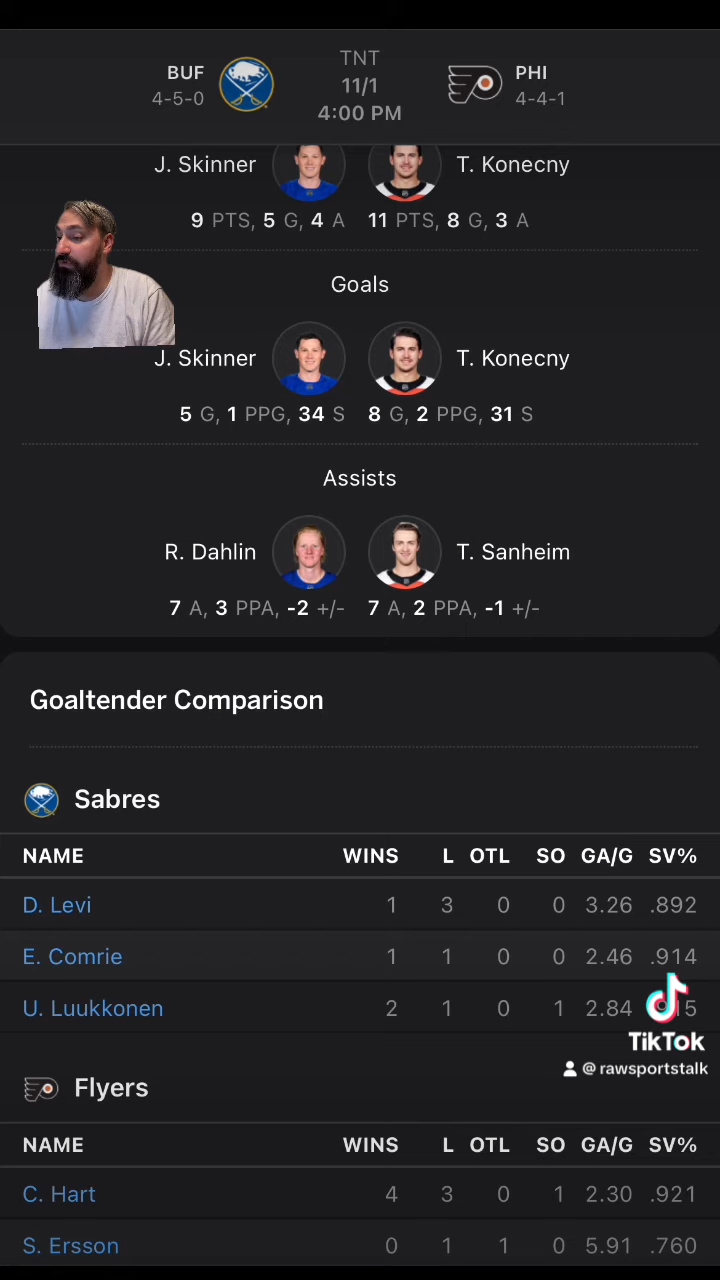 TNT
BUF
PHI
4-5-0
11/1
4-4-1
4:00 PM
J. Skinner
T. Konecny
9 PTS, 5 G, 4 A
11 PTS, 8 G, 3 A
Goals
J. Skinner
T. Konecny
5 G, 1 PPG, 34 S
8 G, 2 PPG, 31 S
Assists
R. Dahlin
T. Sanheim
7 A, 3 PPA, -2 +/-
7 A, 2 PPA, -1 +/-
Goaltender Comparison
Sabres
NAME WINS L OTL SO GA/G SV%
D. Levi 1 3 0 0 3.26 .892
E. Comrie 1 1 0 0 2.46 .914
U. Luukkonen 2 1 0 1 2.84
TikTok
@rawsportstalk
Flyers
NAME WINS L OTL SO GA/G SV%
C. Hart 4 3 0 1 2.30 .921
S. Ersson 0 1 1 0 5.91 .760